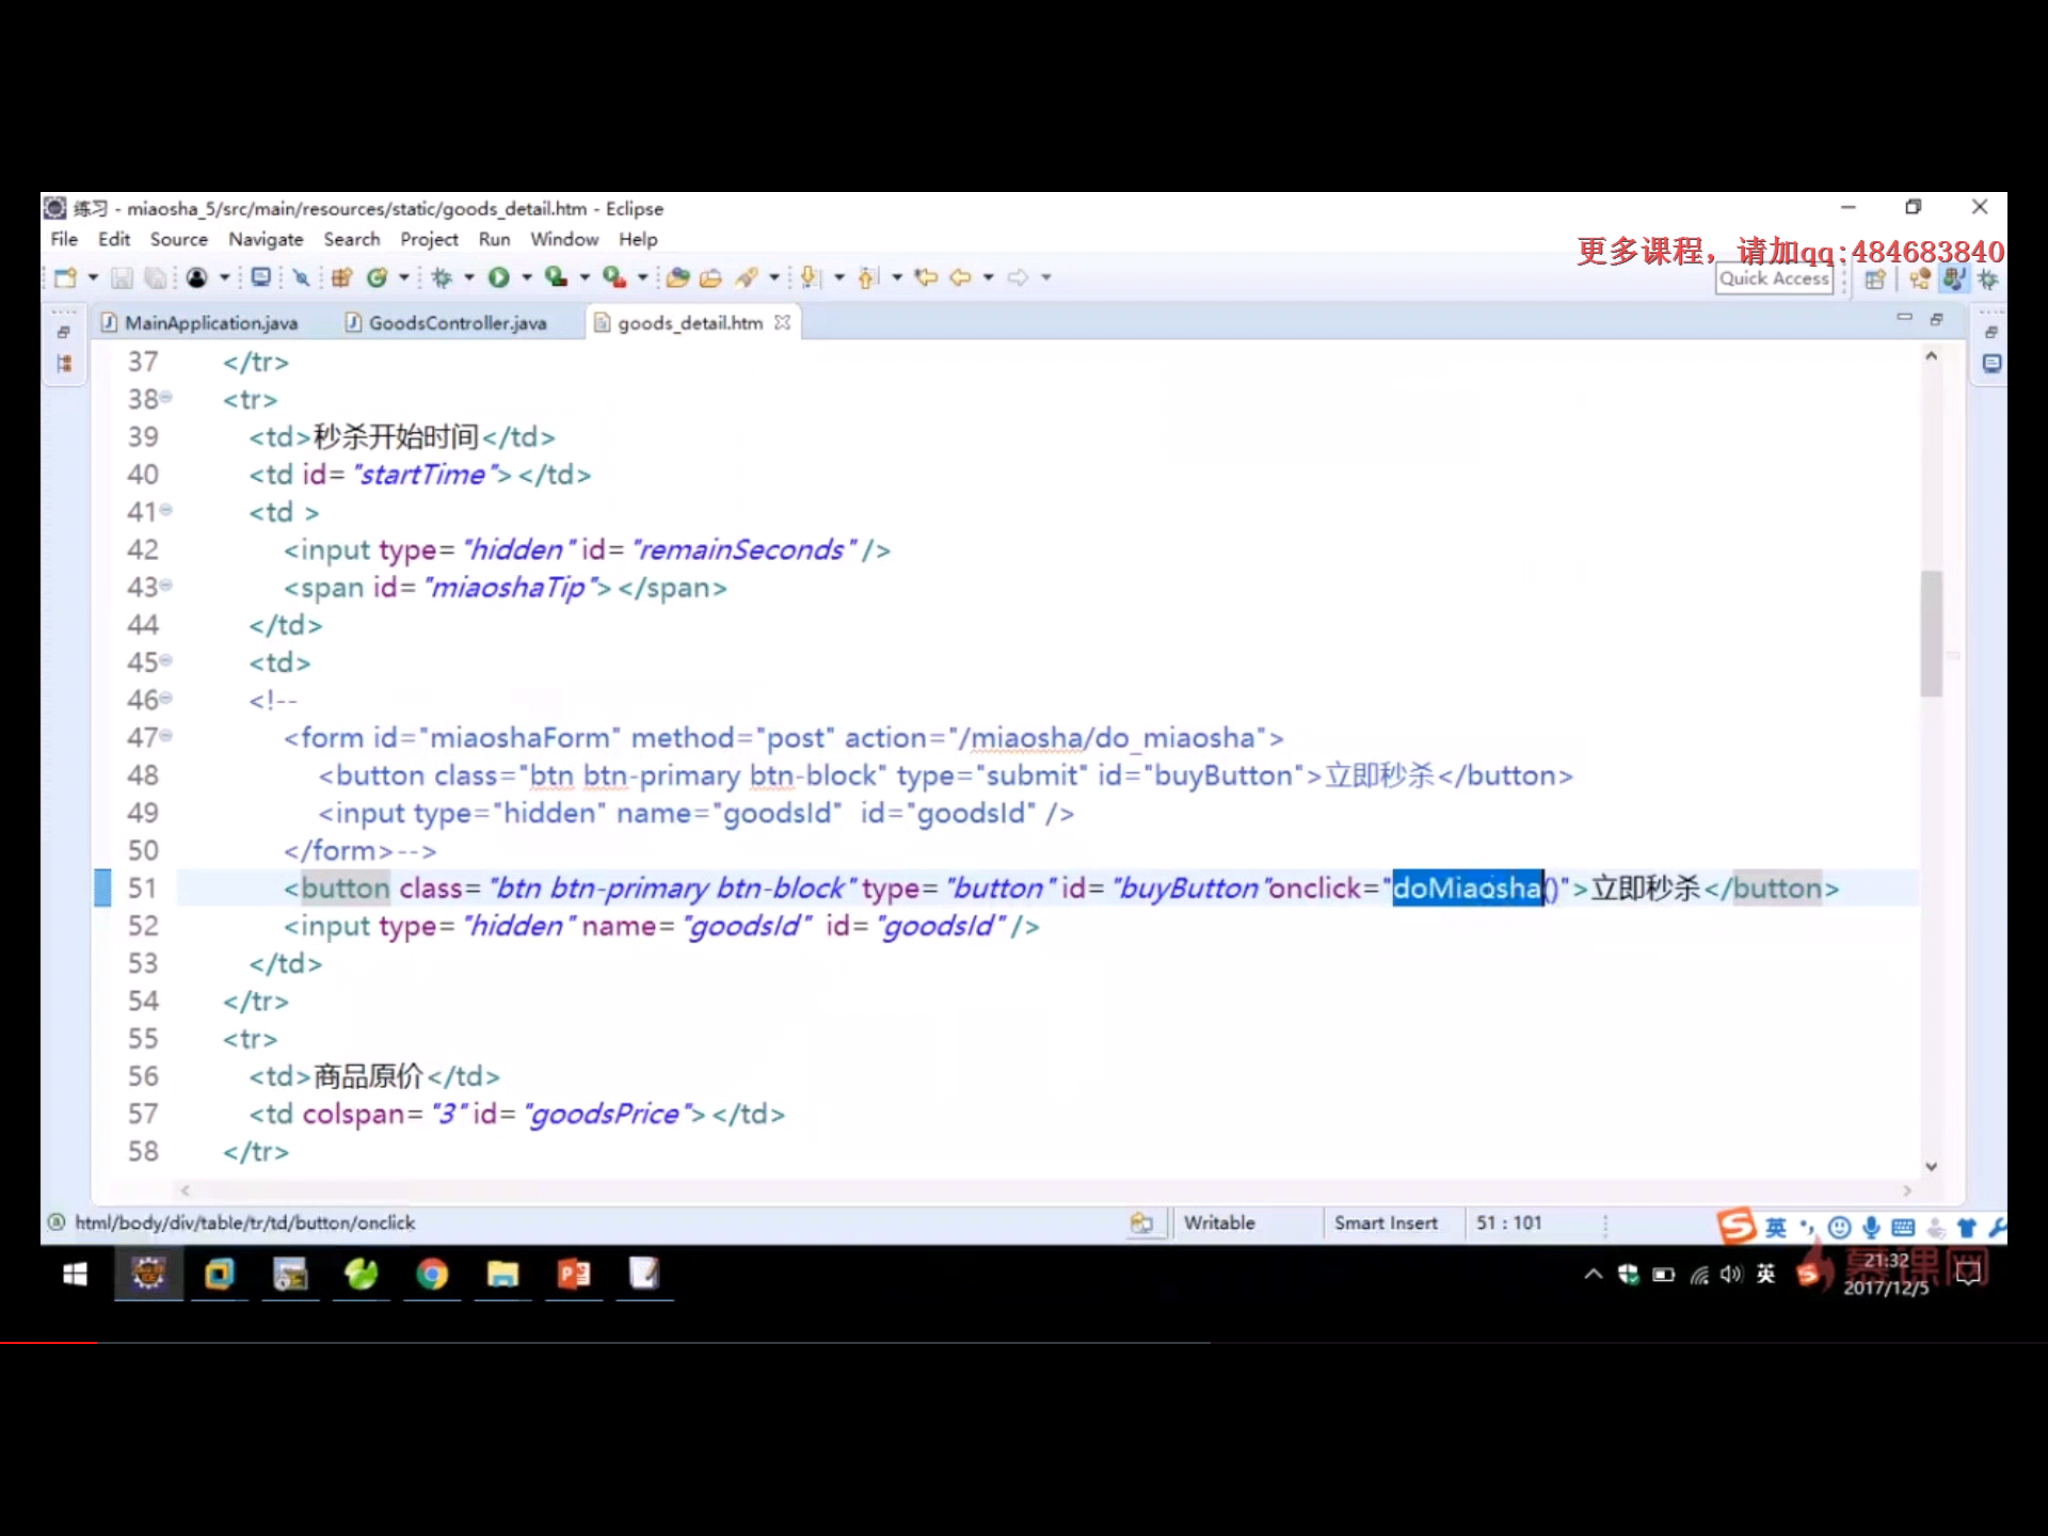 练习 - miaosha_5/src/main/resources/static/goods_detail.htm - Eclipse
File Edit Source Navigate Search Project Run Window Help
更多课程，请加qq:484683840
Quick Access
MainApplication.java GoodsController.java goods_detail.htm
37 </tr>
38 <tr>
39 <td>秒杀开始时间</td>
40 <td id="startTime"></td>
41 <td >
42 <input type="hidden" id="remainSeconds" />
43 <span id="miaoshaTip"></span>
44 </td>
45 <td>
46 <!--
47 <form id="miaoshaForm" method="post" action="/miaosha/do_miaosha">
48 <button class="btn btn-primary btn-block" type="submit" id="buyButton">立即秒杀</button>
49 <input type="hidden" name="goodsId"  id="goodsId" />
50 </form>-->
51 <button class="btn btn-primary btn-block" type="button" id="buyButton"onclick="doMiaosha()">立即秒杀</button>
52 <input type="hidden" name="goodsId"  id="goodsId" />
53 </td>
54 </tr>
55 <tr>
56 <td>商品原价</td>
57 <td colspan="3" id="goodsPrice"></td>
58 </tr>
html/body/div/table/tr/td/button/onclick Writable Smart Insert 51 : 101
英
慕课网
英 21:32
2017/12/5